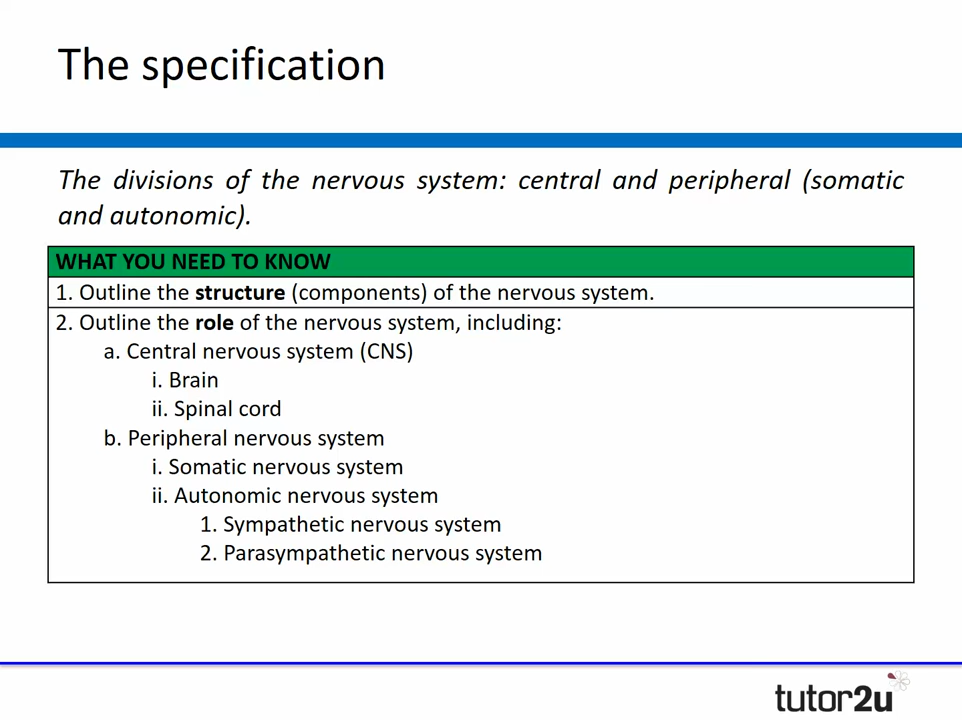 The specification
The divisions of the nervous system: central and peripheral (somatic
and autonomic).
WHAT YOU NEED TO KNOW
1. Outline the structure (components) of the nervous system.
2. Outline the role of the nervous system, including:
a. Central nervous system (CNS)
i. Brain
ii. Spinal cord
b. Peripheral nervous system
i. Somatic nervous system
ii. Autonomic nervous system
1. Sympathetic nervous system
2. Parasympathetic nervous system
tutor2u